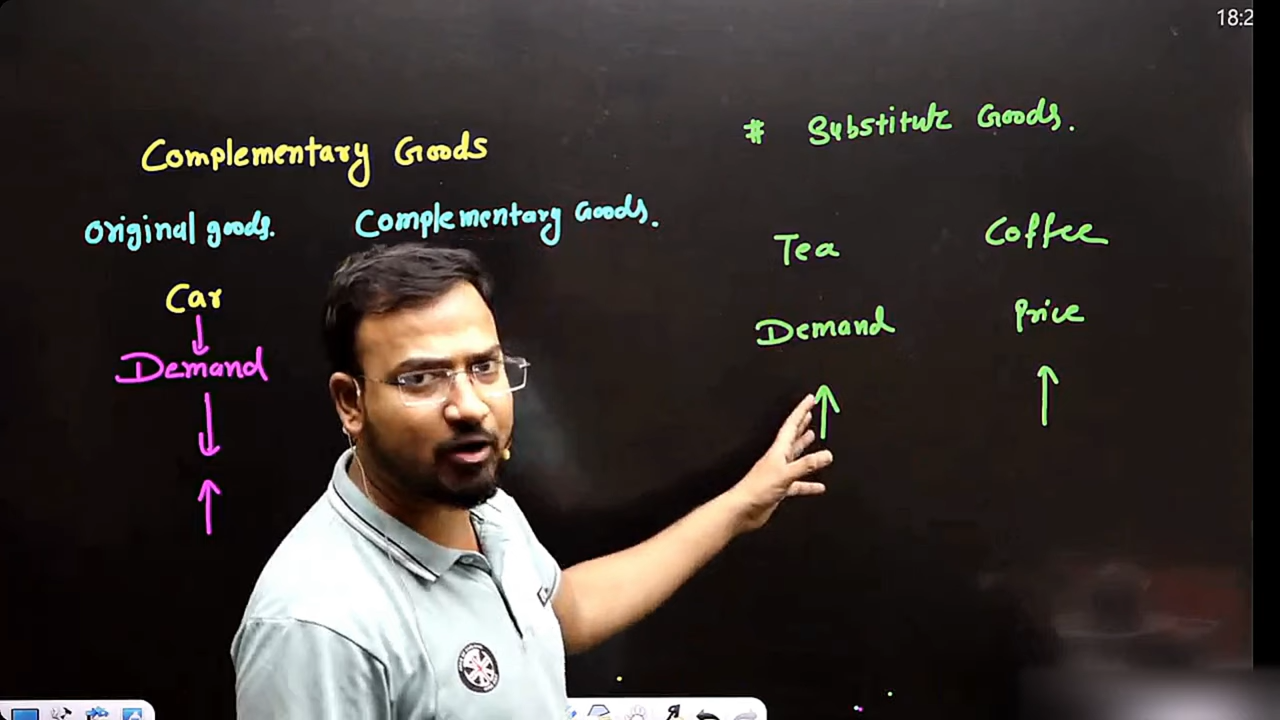 18:2
Complementary Goods
Original goods. Complementary Goods.
Car
Demand
# Substitute Goods.
Tea Coffee
Demand Price